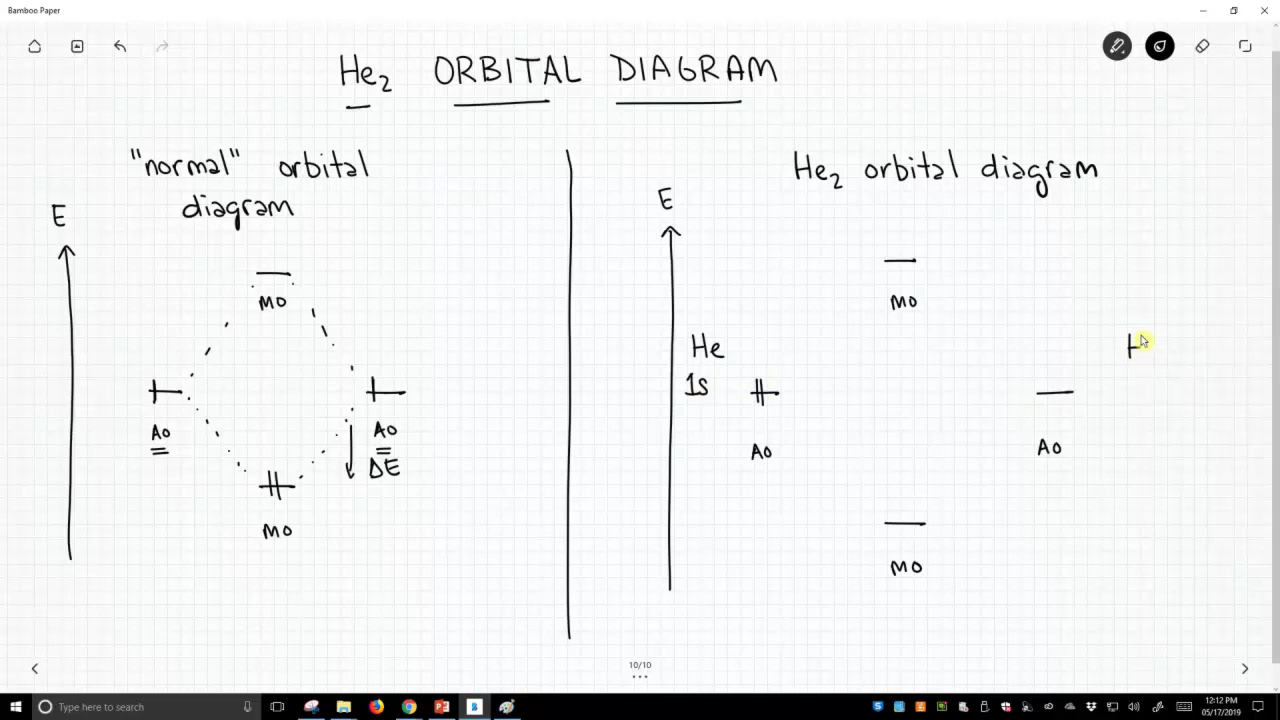 Bamboo Paper
He₂ ORBITAL DIAGRAM
"normal" orbital
diagram
E
MO
AO
AO
ΔE
MO
He₂ orbital diagram
E
MO
He
1s
AO
AO
MO
10/10
Type here to search
12:12 PM
05/17/2019